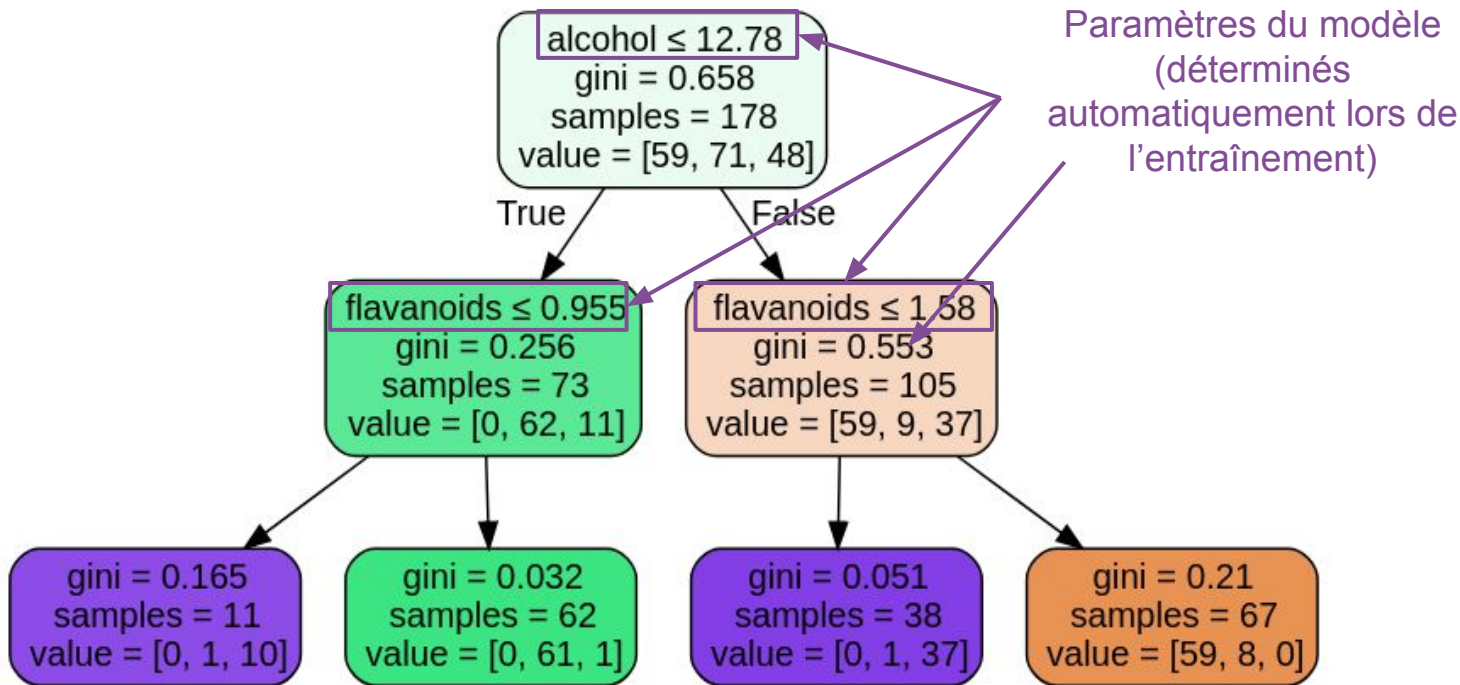 alcohol ≤ 12.78
gini = 0.658
samples = 178
value = [59, 71, 48]
Paramètres du modèle
(déterminés
automatiquement lors de
l'entraînement)
True
False
flavanoids ≤ 0.955
gini = 0.256
samples = 73
value = [0, 62, 11]
flavanoids ≤ 1.58
gini = 0.553
samples = 105
value = [59, 9, 37]
gini = 0.165
samples = 11
value = [0, 1, 10]
gini = 0.032
samples = 62
value = [0, 61, 1]
gini = 0.051
samples = 38
value = [0, 1, 37]
gini = 0.21
samples = 67
value = [59, 8, 0]